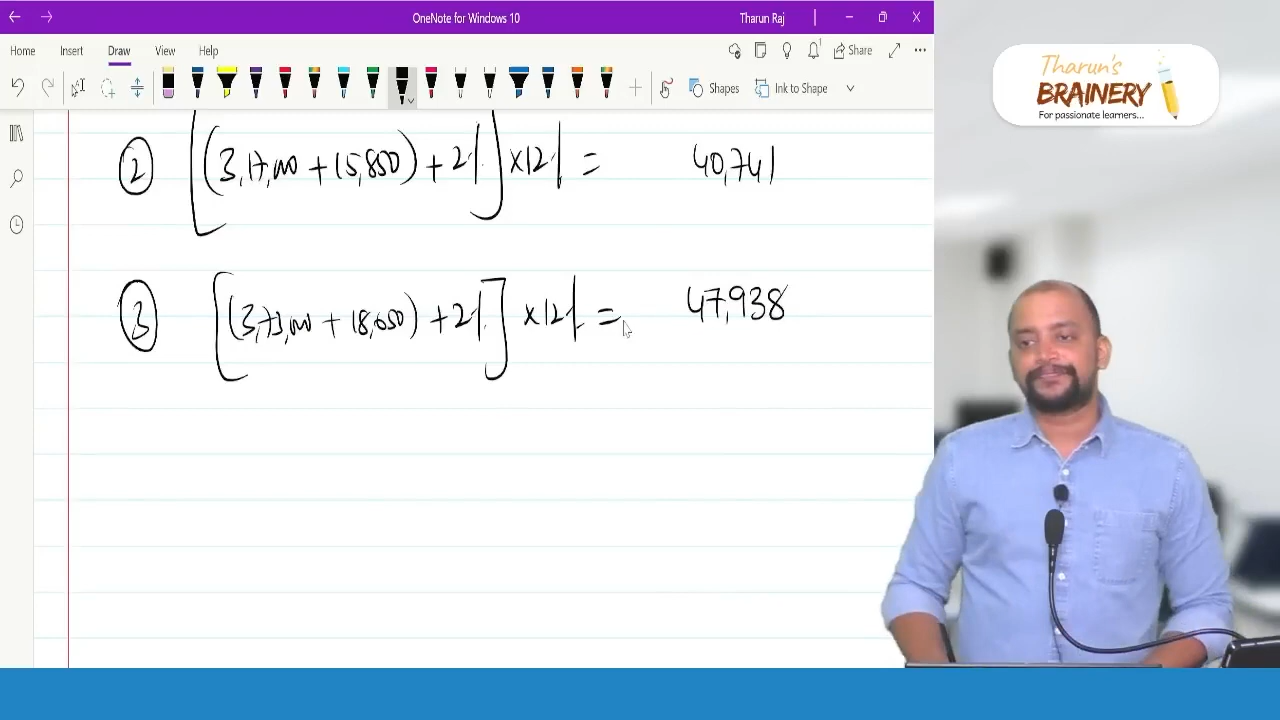 OneNote for Windows 10
Tharun Raj
Home Insert Draw View Help
Share
Shapes
Ink to Shape
② [(3,17,000 + 15,850) + 2%] ×12% = 40,741
③ [(3,73,000 + 18,650) + 2%] ×12% = 47,938
Tharun's
BRAINERY
For passionate learners...